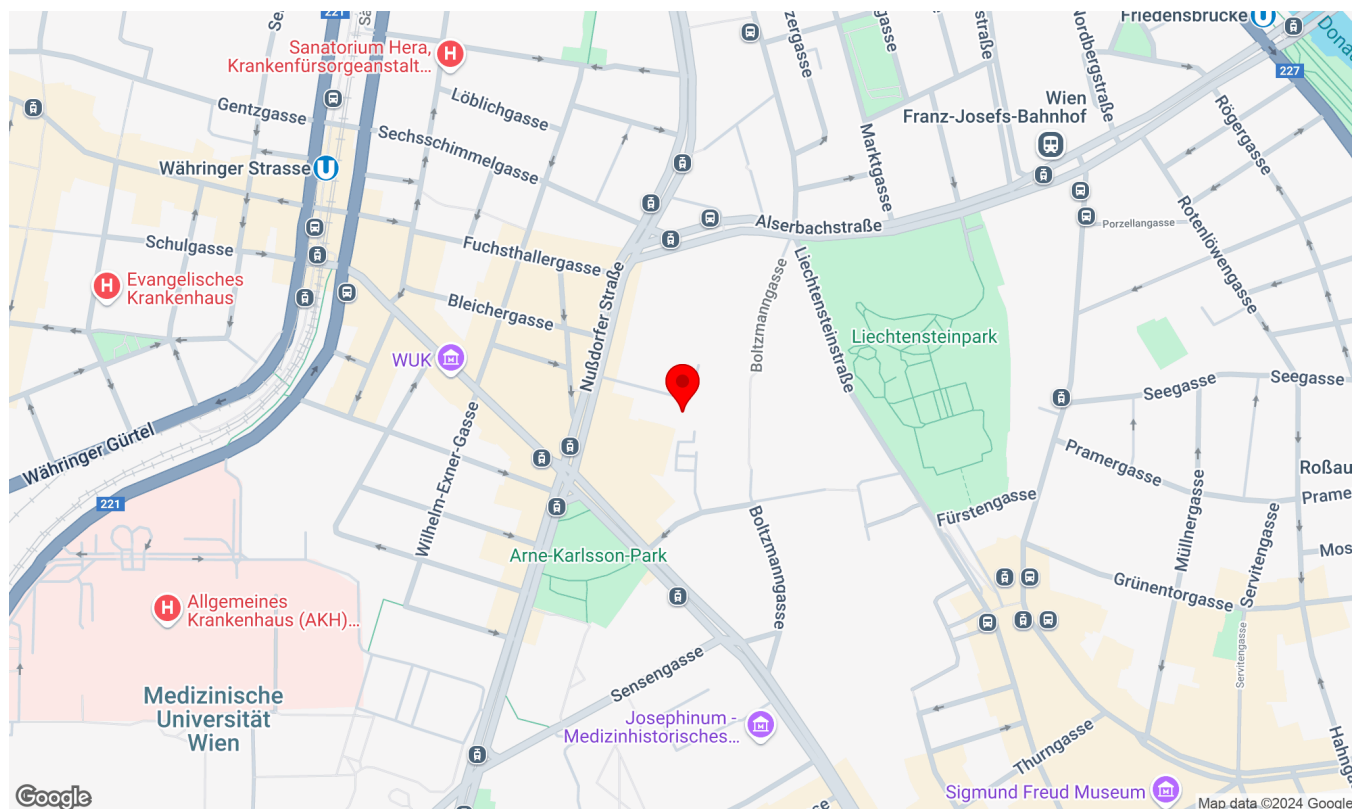 221
Friedensbrücke
Sanatorium Hera,
Krankenfürsorgeanstalt...
Gentzgasse
Löblichgasse
Sechsschimmelgasse
Währinger Strasse
Marktgasse
Nordbergstraße
227
Wien
Franz-Josefs-Bahnhof
Rögergasse
Alserbachstraße
Porzellangasse
Rotenlöwengasse
Schulgasse
Fuchsthallergasse
Evangelisches
Krankenhaus
Bleichergasse
Nußdorfer Straße
Boltzmanngasse
Liechtensteinstraße
Liechtensteinpark
WUK
Seegasse
Seegasse
Währinger Gürtel
Wilhelm-Exner-Gasse
Pramergasse
Roßau
Prame
221
Fürstengasse
Müllnergasse
Servitengasse
Boltzmanngasse
Arne-Karlsson-Park
Mos
Grünentorgasse
Allgemeines
Krankenhaus (AKH)...
Servitengasse
Sensengasse
Medizinische
Universität
Wien
Josephinum -
Medizinhistorisches...
Thurngasse
Hahnga
Sigmund Freud Museum
Google
Map data ©2024 Google